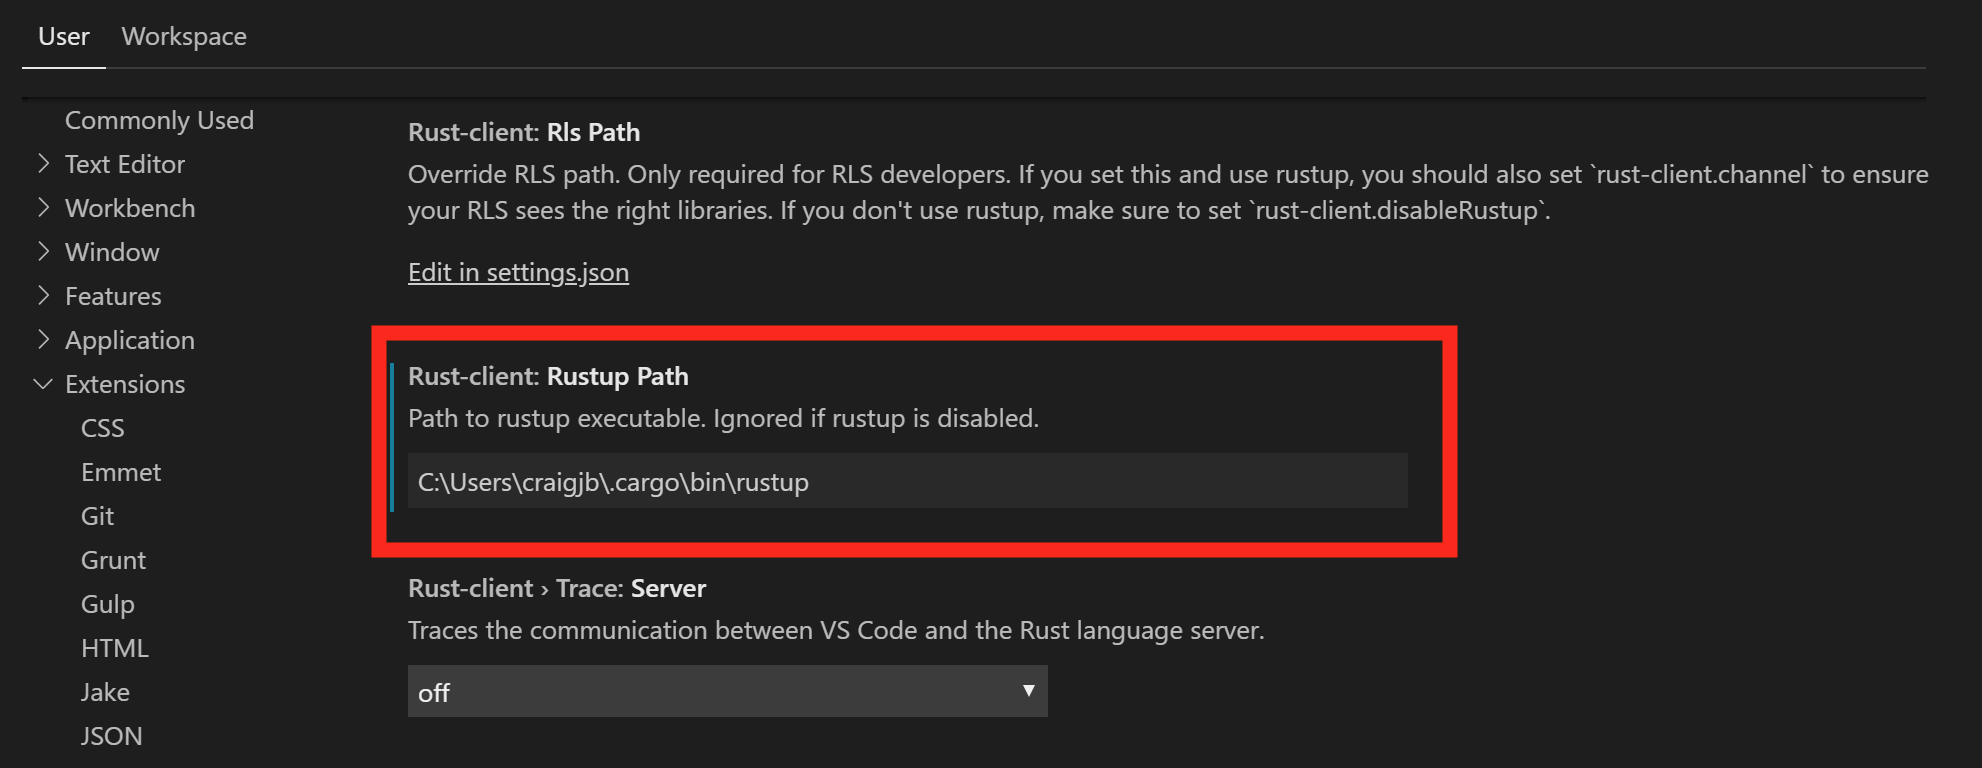 User Workspace
Commonly Used
Text Editor
Workbench
Window
Features
Application
Extensions
CSS
Emmet
Git
Grunt
Gulp
HTML
Jake
JSON
Rust-client: Rls Path
Override RLS path. Only required for RLS developers. If you set this and use rustup, you should also set `rust-client.channel` to ensure
your RLS sees the right libraries. If you don't use rustup, make sure to set `rust-client.disableRustup`.
Edit in settings.json
Rust-client: Rustup Path
Path to rustup executable. Ignored if rustup is disabled.
C:\Users\craigjb\.cargo\bin\rustup
Rust-client › Trace: Server
Traces the communication between VS Code and the Rust language server.
off